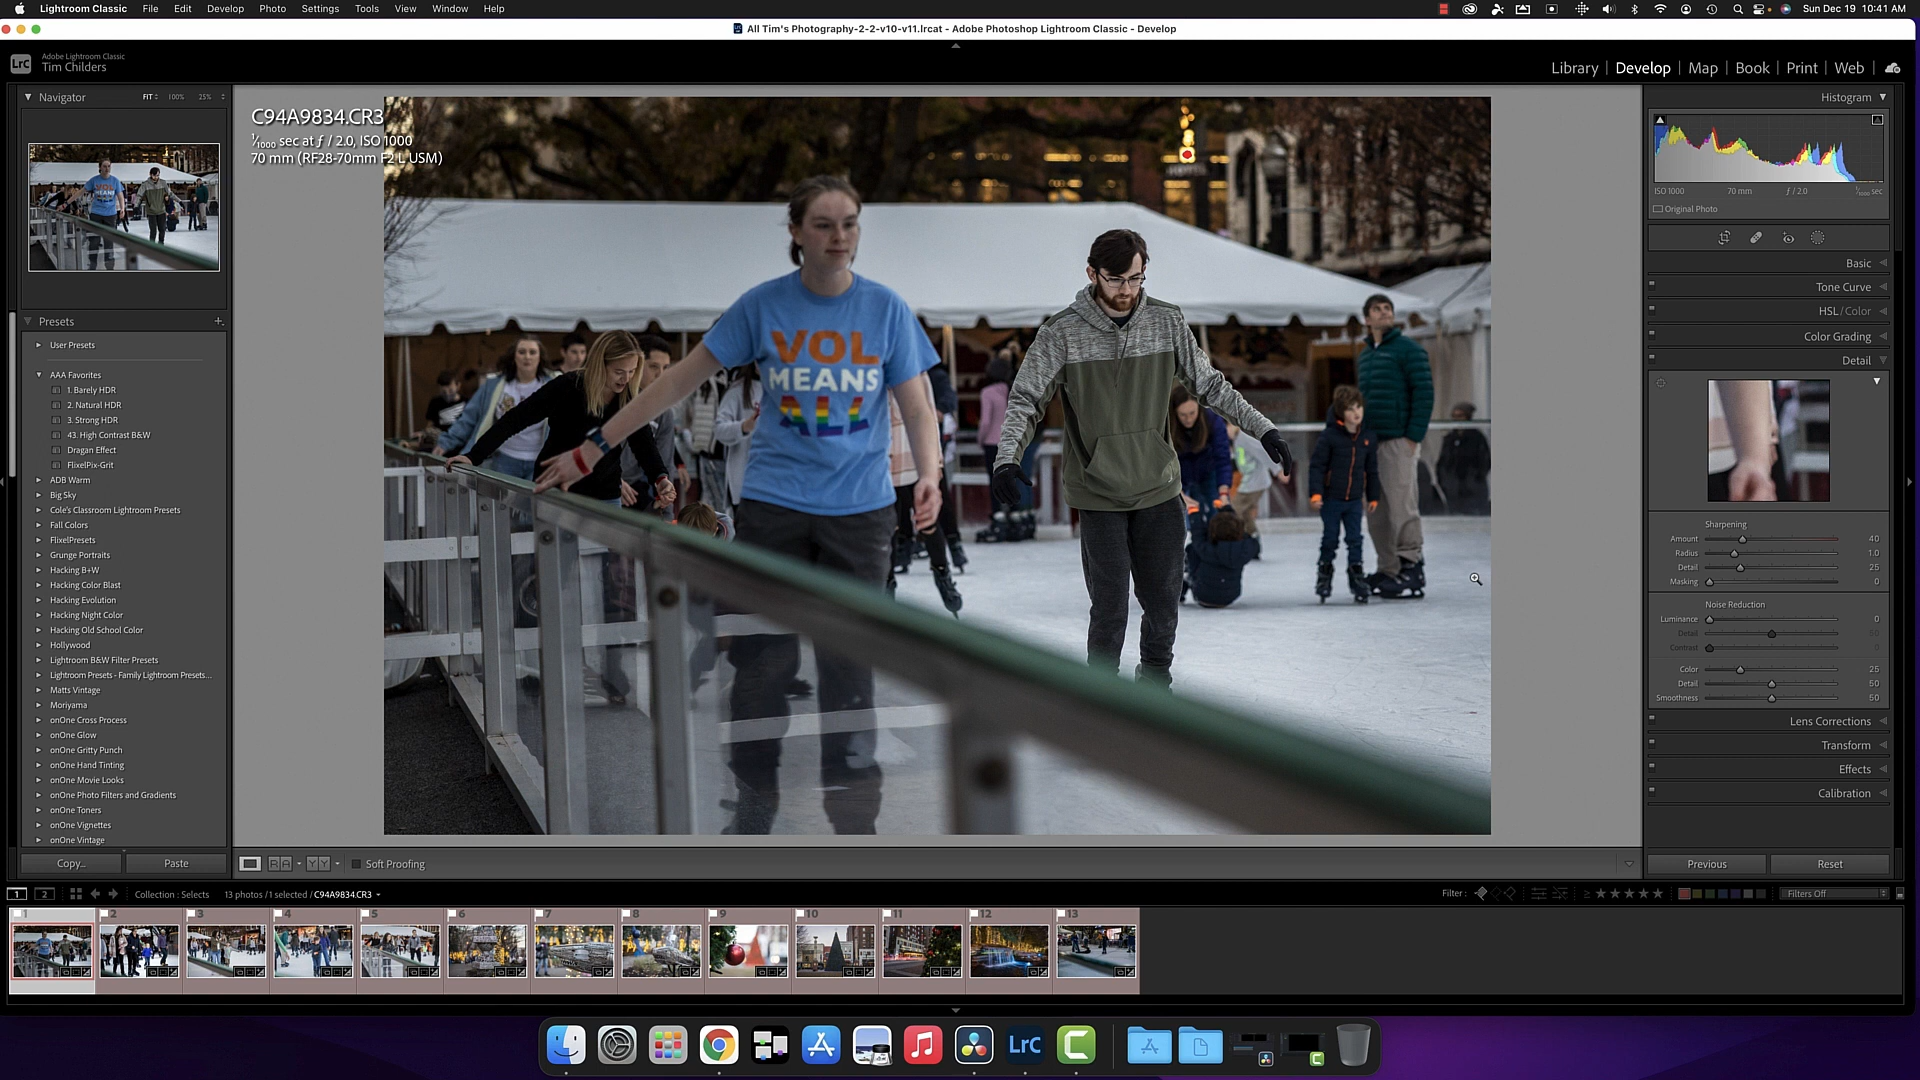 Lightroom Classic File Edit Develop Photo Settings Tools View Window Help Sun Dec 19 10:41 AM
All Tim's Photography-2-2-v10-v11.lrcat - Adobe Photoshop Lightroom Classic - Develop
LrC
Adobe Lightroom Classic
Tim Childers
Library | Develop | Map | Book | Print | Web
Navigator FIT 100% 25%
Presets +
User Presets
AAA Favorites
1. Barely HDR
2. Natural HDR
3. Strong HDR
43. High Contrast B&W
Dragan Effect
FlixelPix-Grit
ADB Warm
Big Sky
Cole's Classroom Lightroom Presets
Fall Colors
FlixelPresets
Grunge Portraits
Hacking B+W
Hacking Color Blast
Hacking Evolution
Hacking Night Color
Hacking Old School Color
Hollywood
Lightroom B&W Filter Presets
Lightroom Presets - Family Lightroom Presets...
Matts Vintage
Moriyama
onOne Cross Process
onOne Glow
onOne Gritty Punch
onOne Hand Tinting
onOne Movie Looks
onOne Photo Filters and Gradients
onOne Toners
onOne Vignettes
onOne Vintage
Copy... Paste
C94A9834.CR3
1/1000 sec at ƒ / 2.0, ISO 1000
70 mm (RF28-70mm F2 L USM)
VOL
MEANS
ALL
Soft Proofing
Histogram
ISO 1000 70 mm ƒ / 2.0 1/1000 sec
Original Photo
Basic
Tone Curve
HSL / Color
Color Grading
Detail
Sharpening
Amount 40
Radius 1.0
Detail 25
Masking 0
Noise Reduction
Luminance 0
Detail 50
Contrast 0
Color 25
Detail 50
Smoothness 50
Lens Corrections
Transform
Effects
Calibration
Previous Reset
1 2 Collection : Selects 13 photos / 1 selected / C94A9834.CR3 Filter : Filters Off
1 2 3 4 5 6 7 8 9 10 11 12 13
LrC